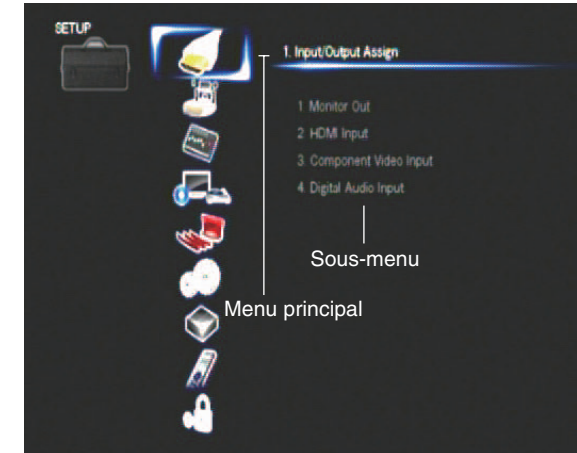 SETUP
1. Input/Output Assign
1 Monitor Out
2 HDMI Input
3 Component Video Input
4 Digital Audio Input
Sous-menu
Menu principal